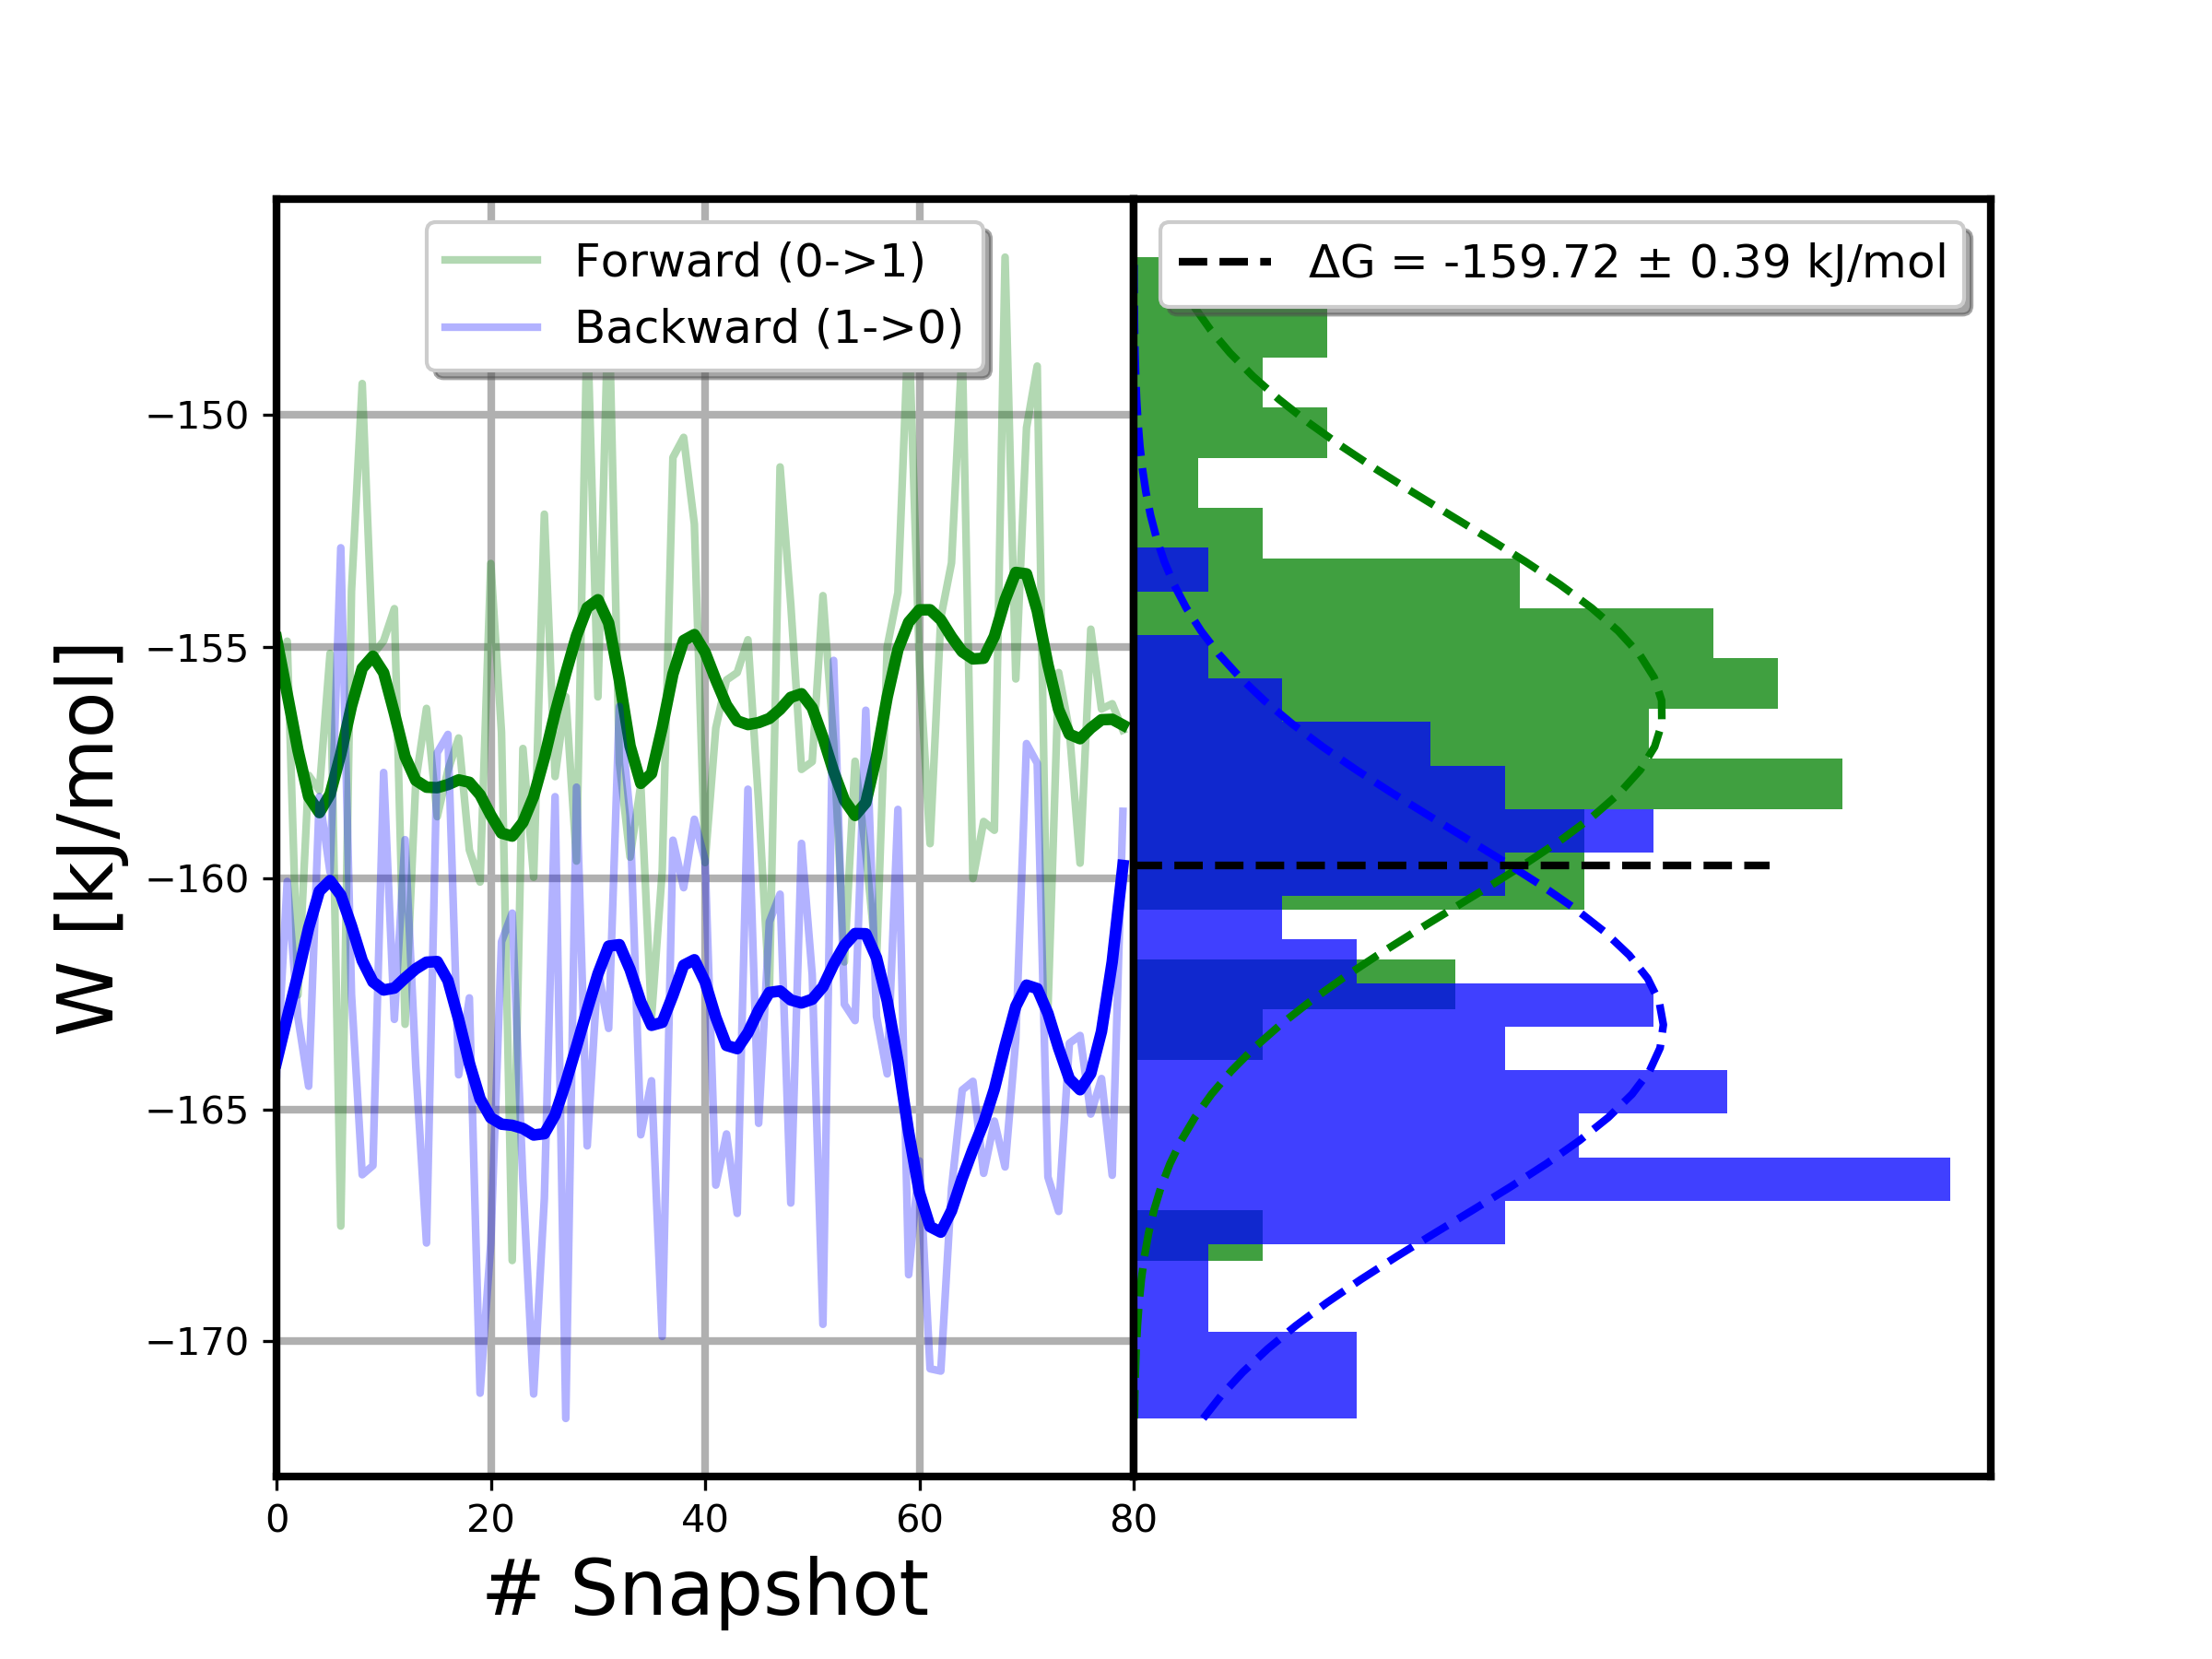 Forward (0->1)
Backward (1->0)
ΔG = -159.72 ± 0.39 kJ/mol
W [kJ/mol]
−150
−155
−160
−165
−170
0 20 40 60 80
# Snapshot